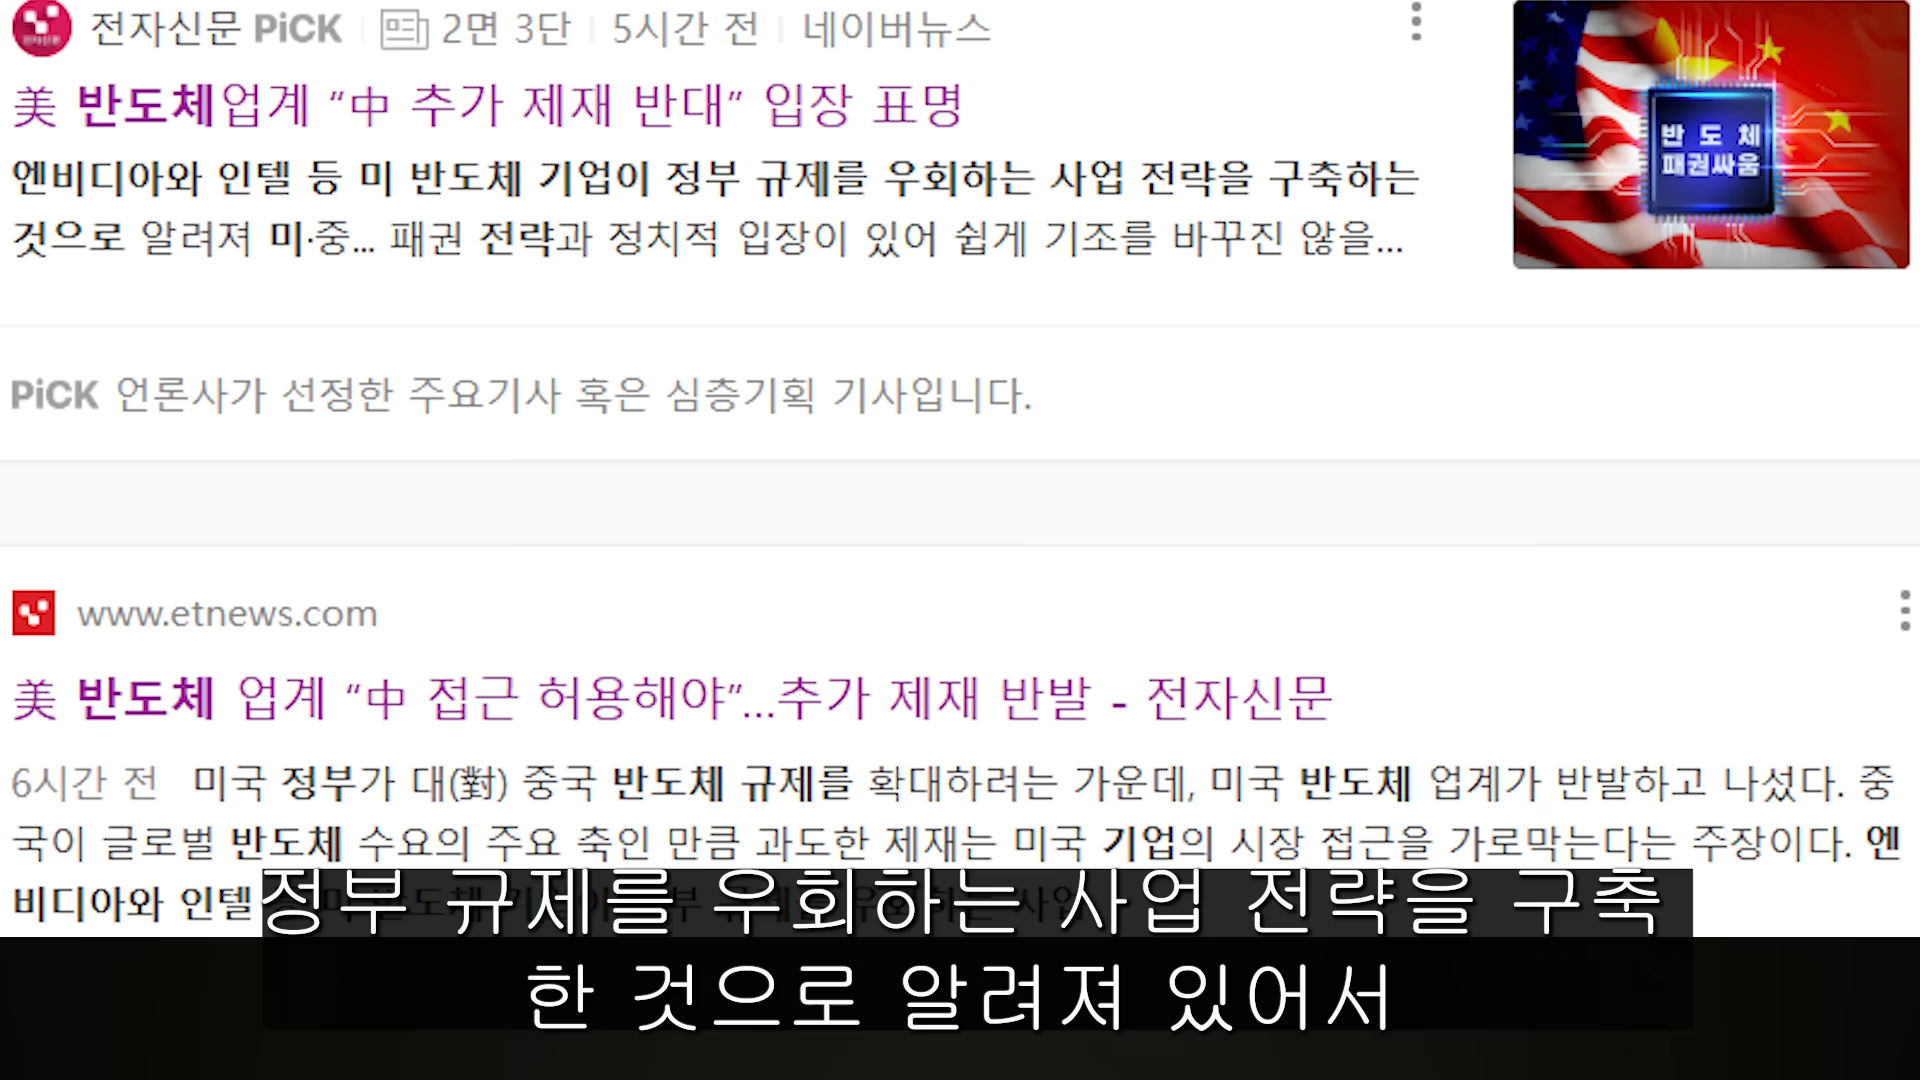 전자신문 PiCK 2면 3단 5시간 전 네이버뉴스
美 반도체업계 “中 추가 제재 반대” 입장 표명
엔비디아와 인텔 등 미 반도체 기업이 정부 규제를 우회하는 사업 전략을 구축하는
것으로 알려져 미·중... 패권 전략과 정치적 입장이 있어 쉽게 기조를 바꾸진 않을...
반도체
패권싸움
PiCK 언론사가 선정한 주요기사 혹은 심층기획 기사입니다.
www.etnews.com
美 반도체 업계 “中 접근 허용해야”...추가 제재 반발 - 전자신문
6시간 전 미국 정부가 대(對) 중국 반도체 규제를 확대하려는 가운데, 미국 반도체 업계가 반발하고 나섰다. 중
국이 글로벌 반도체 수요의 주요 축인 만큼 과도한 제재는 미국 기업의 시장 접근을 가로막는다는 주장이다. 엔
비디아와 인텔
정부 규제를 우회하는 사업 전략을 구축
한 것으로 알려져 있어서